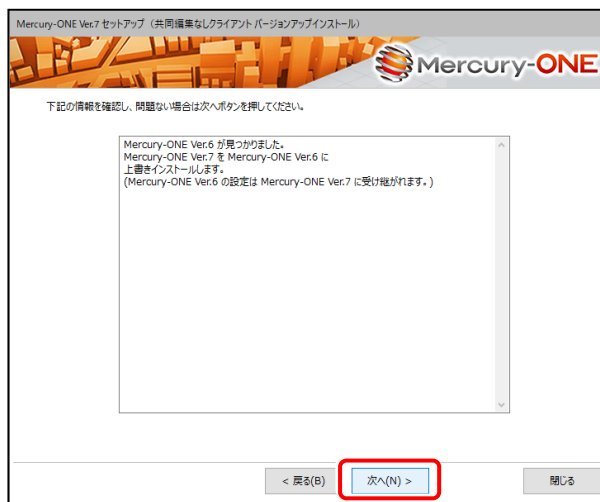 Mercury-ONE Ver.7 セットアップ（共同編集なしクライアント バージョンアップインストール）
Mercury-ONE
下記の情報を確認し、問題ない場合は次へボタンを押してください。
Mercury-ONE Ver.6 が見つかりました。
Mercury-ONE Ver.7 を Mercury-ONE Ver.6 に
上書きインストールします。
(Mercury-ONE Ver.6 の設定は Mercury-ONE Ver.7 に受け継がれます。)
< 戻る(B) 次へ(N) > 閉じる